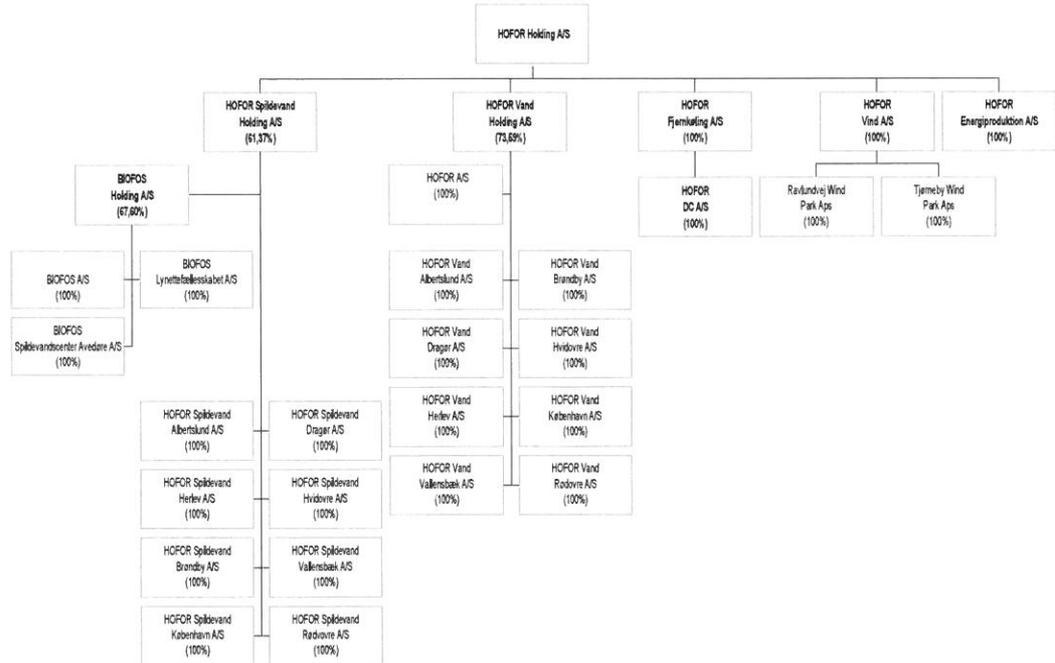 HOFOR Holding A/S
HOFOR Spildevand
Holding A/S
(61,37%)
HOFOR Vand
Holding A/S
(73,69%)
HOFOR
Fjernkøling A/S
(100%)
HOFOR
Vind A/S
(100%)
HOFOR
Energiproduktion A/S
(100%)
BIOFOS
Holding A/S
(67,60%)
HOFOR A/S
(100%)
HOFOR
DC A/S
(100%)
Ravlundvej Wind
Park Aps
(100%)
Tjørneby Wind
Park Aps
(100%)
BIOFOS A/S
(100%)
BIOFOS
Lynettefællesskabet A/S
(100%)
BIOFOS
Spildevandscenter Avedøre A/S
(100%)
HOFOR Vand
Albertslund A/S
(100%)
HOFOR Vand
Brøndby A/S
(100%)
HOFOR Vand
Dragør A/S
(100%)
HOFOR Vand
Hvidovre A/S
(100%)
HOFOR Vand
Herlev A/S
(100%)
HOFOR Vand
København A/S
(100%)
HOFOR Vand
Vallensbæk A/S
(100%)
HOFOR Vand
Rødovre A/S
(100%)
HOFOR Spildevand
Albertslund A/S
(100%)
HOFOR Spildevand
Dragør A/S
(100%)
HOFOR Spildevand
Herlev A/S
(100%)
HOFOR Spildevand
Hvidovre A/S
(100%)
HOFOR Spildevand
Brøndby A/S
(100%)
HOFOR Spildevand
Vallensbæk A/S
(100%)
HOFOR Spildevand
København A/S
(100%)
HOFOR Spildevand
Rødvovre A/S
(100%)